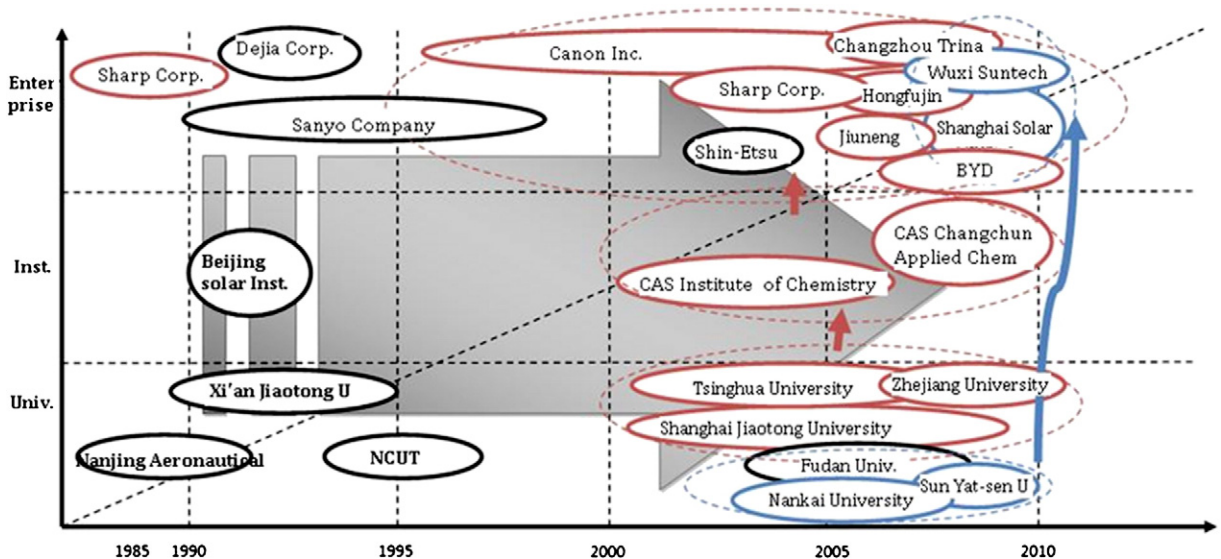 Enter
prise
Inst.
Univ.
Sharp Corp.
Dejia Corp.
Sanyo Company
Canon Inc.
Changzhou Trina
Wuxi Suntech
Sharp Corp.
Hongfujin
Jiuneng
Shanghai Solar
Shin-Etsu
BYD
Beijing
solar Inst.
CAS Changchun
Applied Chem
CAS Institute of Chemistry
Xi'an Jiaotong U
Tsinghua University
Zhejiang University
Shanghai Jiaotong University
Nanjing Aeronautical
NCUT
Fudan Univ.
Nankai University
Sun Yat-sen U
1985 1990 1995 2000 2005 2010